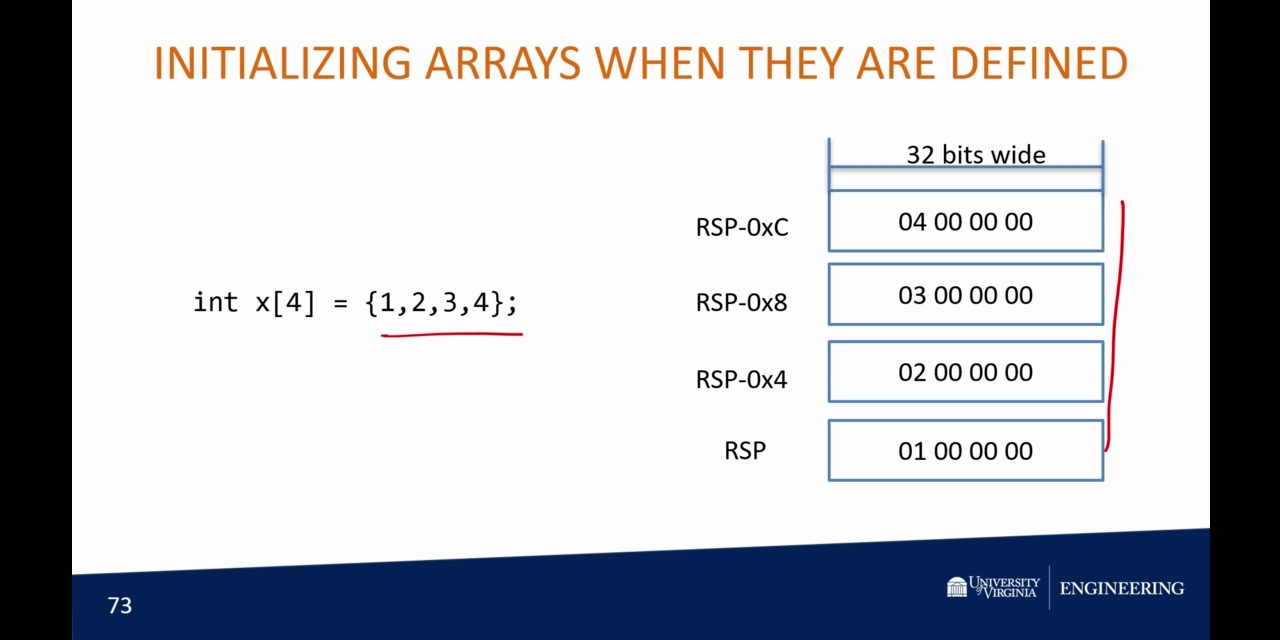 INITIALIZING ARRAYS WHEN THEY ARE DEFINED
32 bits wide
RSP-0xC 04 00 00 00
RSP-0x8 03 00 00 00
int x[4] = {1,2,3,4};
RSP-0x4 02 00 00 00
RSP 01 00 00 00
73
UNIVERSITY of VIRGINIA ENGINEERING